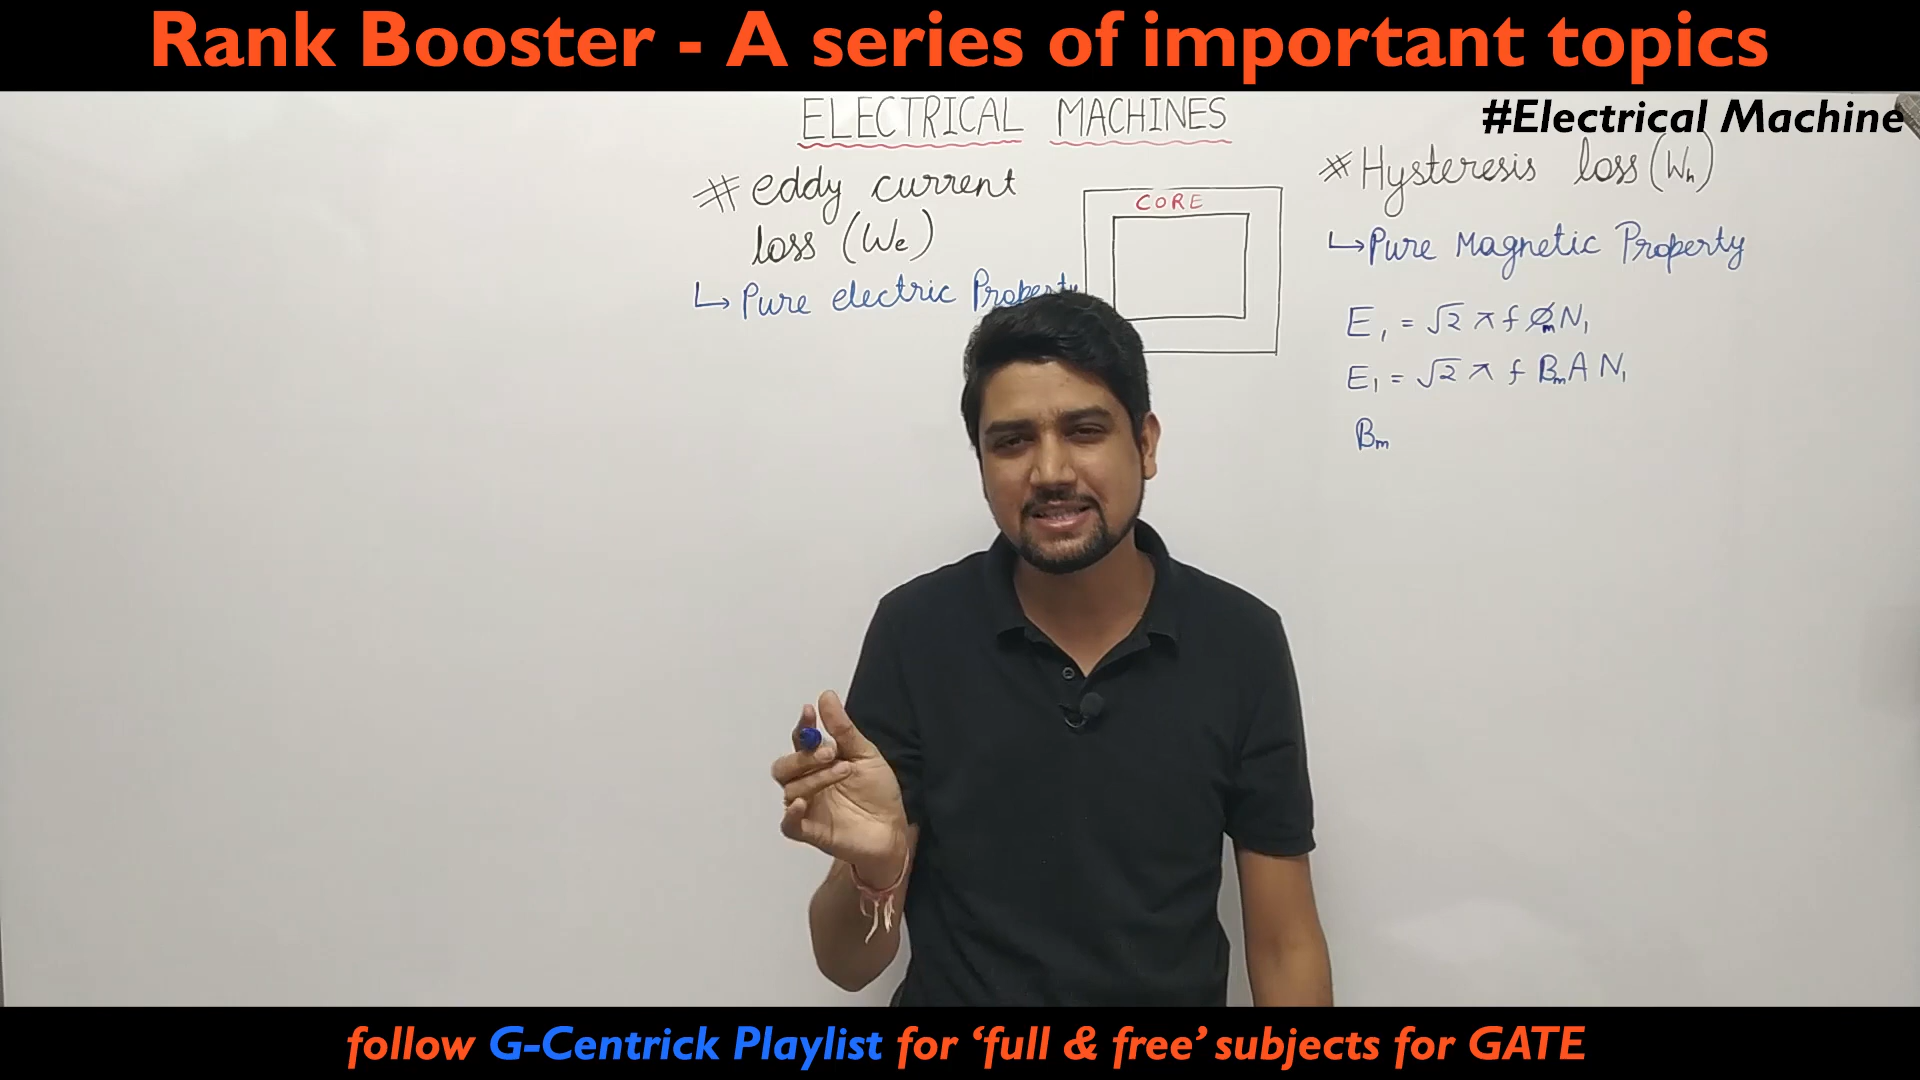 Rank Booster - A series of important topics
#Electrical Machine
ELECTRICAL MACHINES
# eddy current
loss (We)
↳ Pure electric Property
CORE
# Hysteresis loss (Wh)
↳ Pure Magnetic Property
E₁ = √2 π f Φm N₁
E₁ = √2 π f Bm A N₁
Bm
follow G-Centrick Playlist for ‘full & free’ subjects for GATE